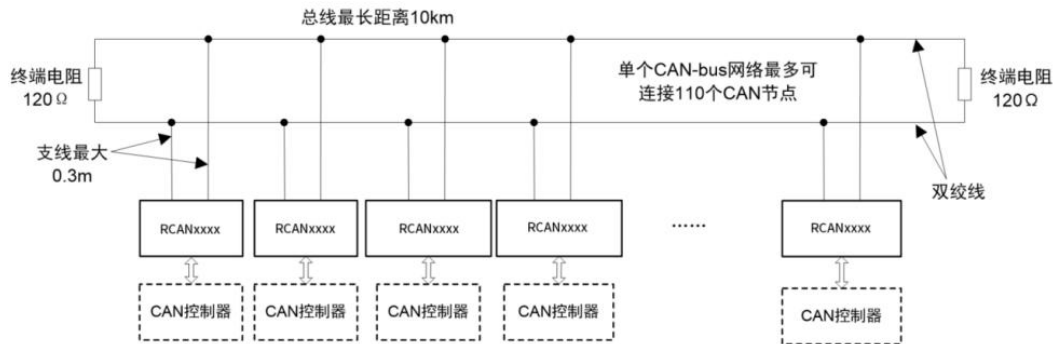 总线最长距离10km
终端电阻
120Ω
单个CAN-bus网络最多可
连接110个CAN节点
终端电阻
120Ω
支线最大
0.3m
双绞线
RCANxxxx
RCANxxxx
RCANxxxx
RCANxxxx
······
RCANxxxx
CAN控制器
CAN控制器
CAN控制器
CAN控制器
CAN控制器